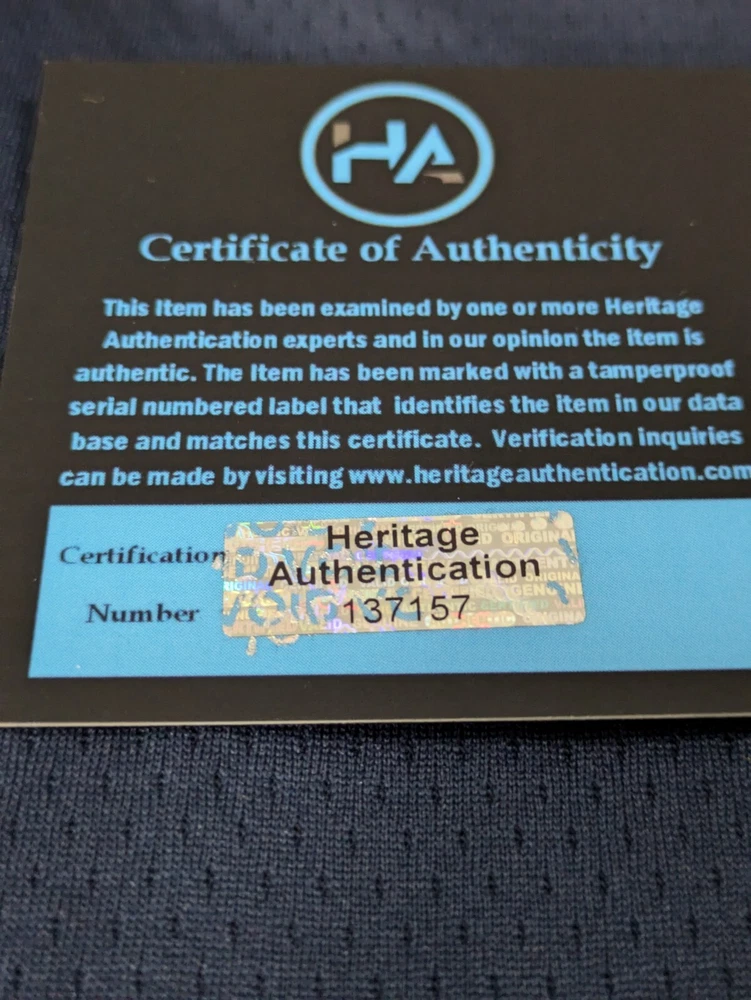 HA
Certificate of Authenticity
This Item has been examined by one or more Heritage
Authentication experts and in our opinion the item is
authentic. The Item has been marked with a tamperproof
serial numbered label that identifies the item in our data
base and matches this certificate. Verification inquiries
can be made by visiting www.heritageauthentication.com
Certification
Number
Heritage
Authentication
137157